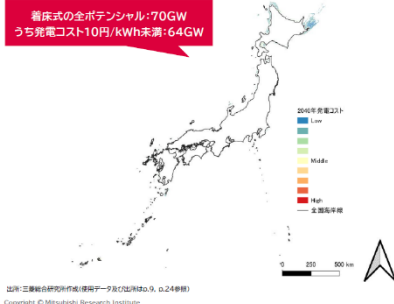 着床式の全ポテンシャル：70GW
うち発電コスト10円/kWh未満：64GW
2040年発電コスト
Low
Middle
High
全国海岸線
0 250 500 km
出所：三菱総合研究所作成(使用データ及び出所はp.9, p.24参照)
Copyright © Mitsubishi Research Institute